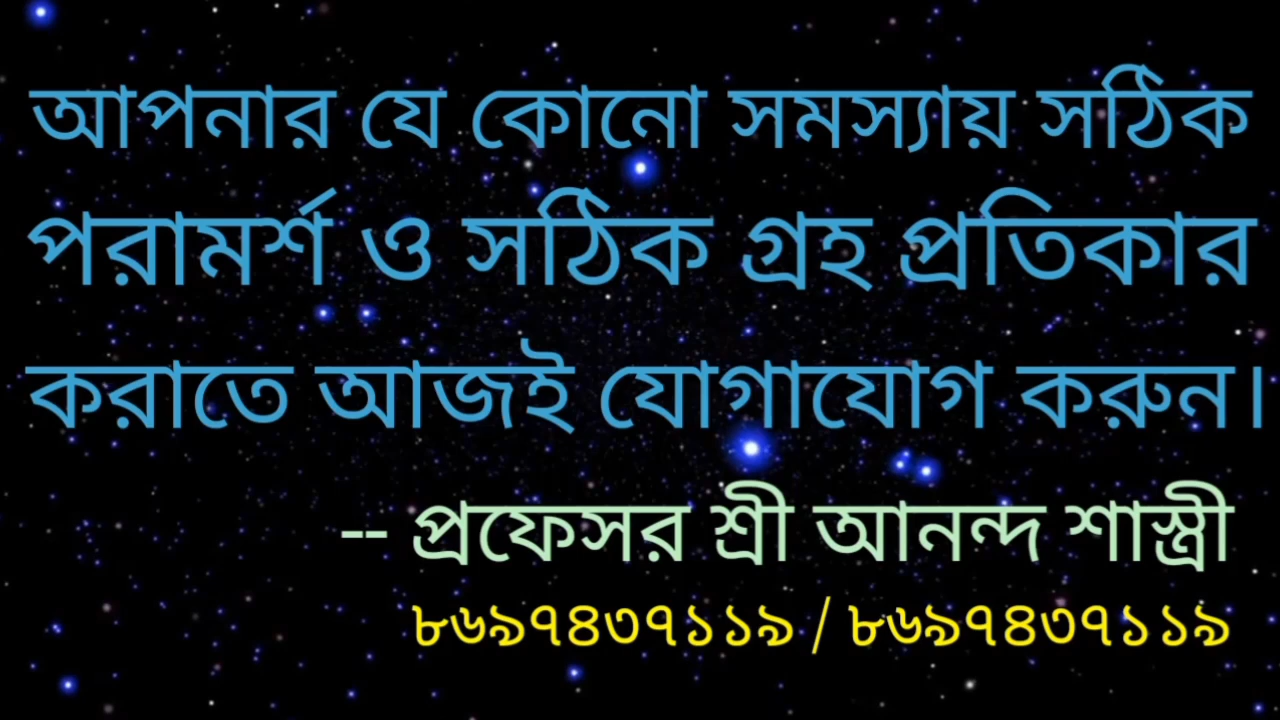 আপনার যে কোনো সমস্যায় সঠিক
পরামর্শ ও সঠিক গ্রহ প্রতিকার
করাতে আজই যোগাযোগ করুন।
-- প্রফেসর শ্রী আনন্দ শাস্ত্রী
৮৬৯৭৪৩৭১১৯ / ৮৬৯৭৪৩৭১১৯